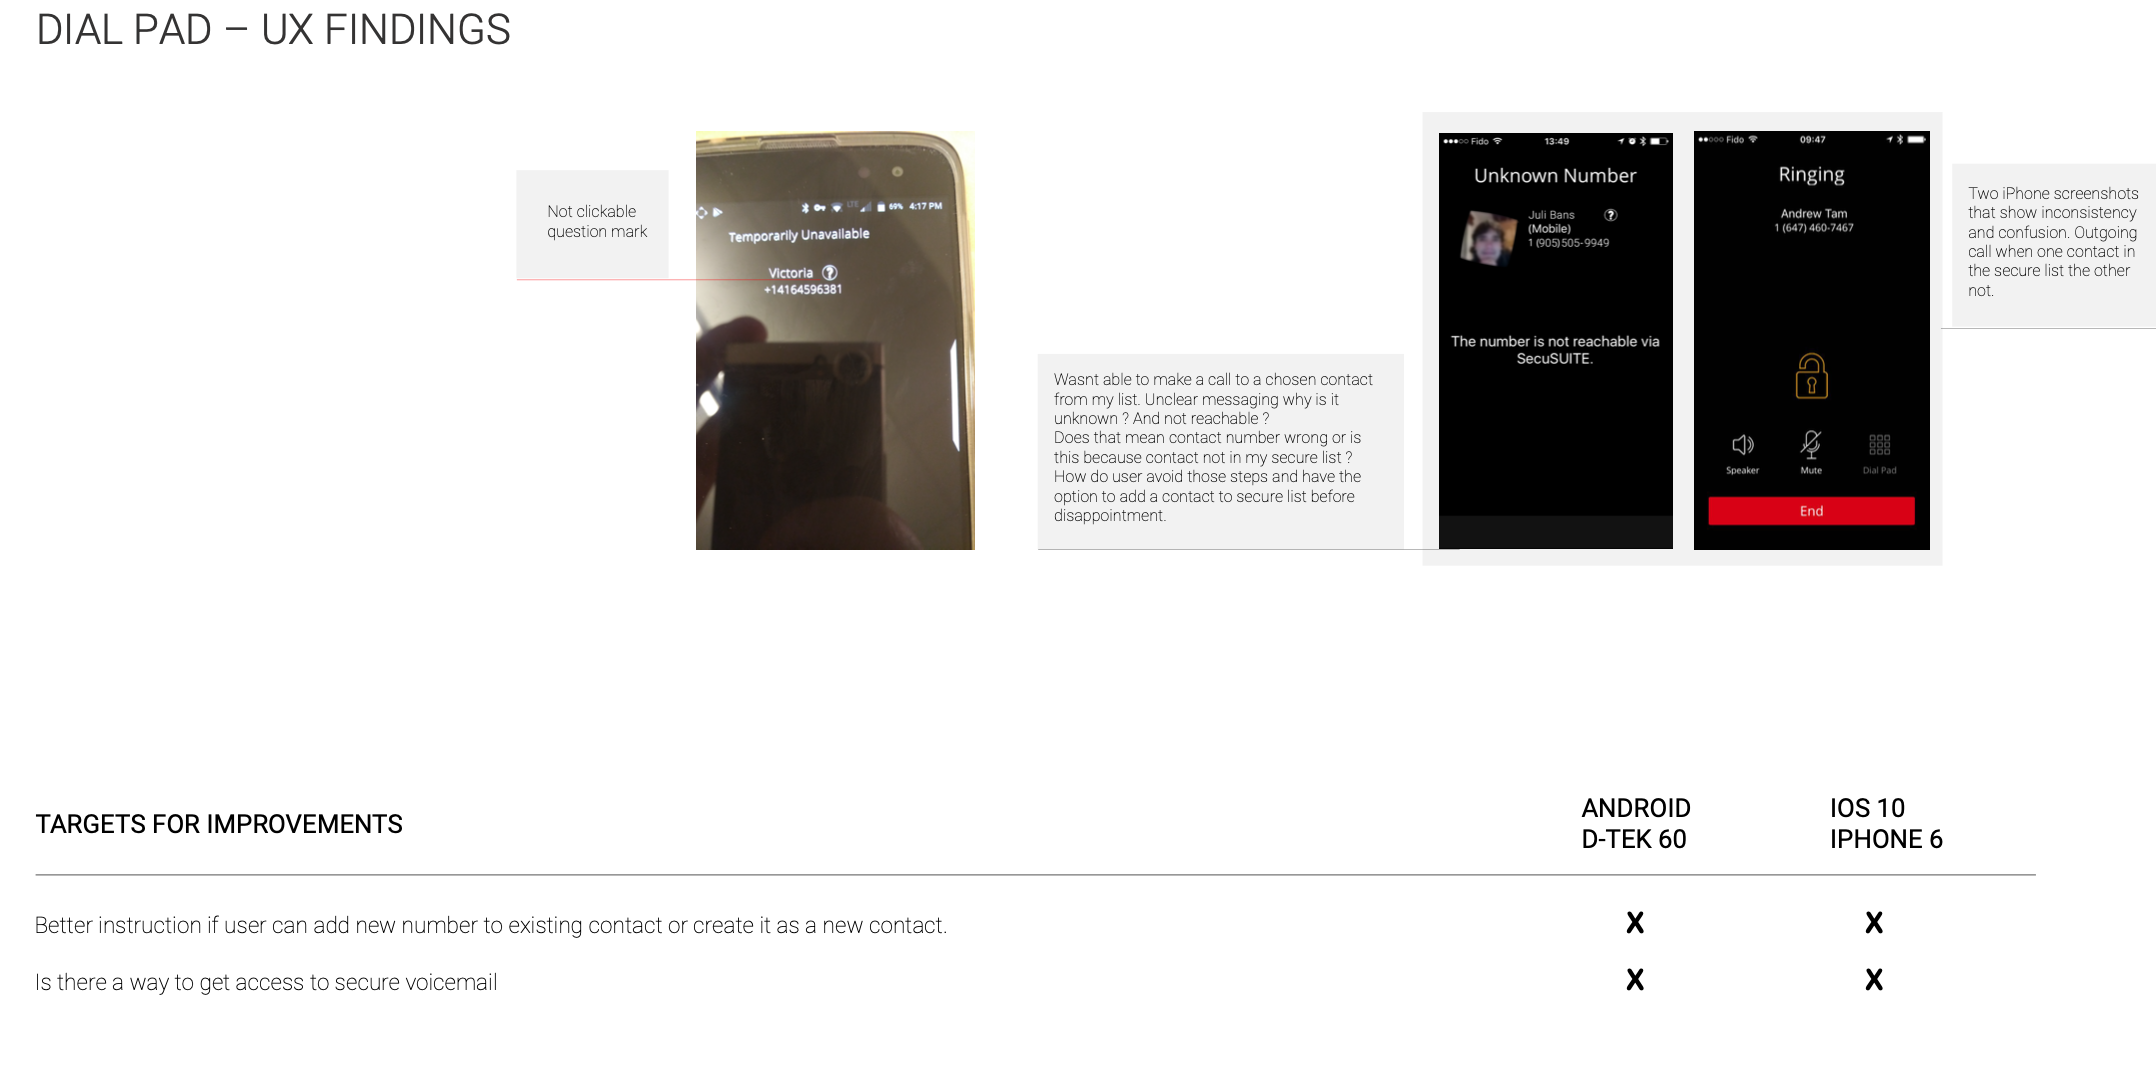 DIAL PAD – UX FINDINGS
Not clickable
question mark
LTE 69% 4:17 PM
Temporarily Unavailable
Victoria ?
+14164596381
Wasnt able to make a call to a chosen contact
from my list. Unclear messaging why is it
unknown ? And not reachable ?
Does that mean contact number wrong or is
this because contact not in my secure list ?
How do user avoid those steps and have the
option to add a contact to secure list before
disappointment.
Fido 13:49
Unknown Number
Juli Bans ?
(Mobile)
1 (905)505-9949
The number is not reachable via
SecuSUITE.
Fido 09:47
Ringing
Andrew Tam
1 (647) 460-7467
Speaker Mute Dial Pad
End
Two iPhone screenshots
that show inconsistency
and confusion. Outgoing
call when one contact in
the secure list the other
not.
TARGETS FOR IMPROVEMENTS
ANDROID
D-TEK 60
IOS 10
IPHONE 6
Better instruction if user can add new number to existing contact or create it as a new contact. X X
Is there a way to get access to secure voicemail X X